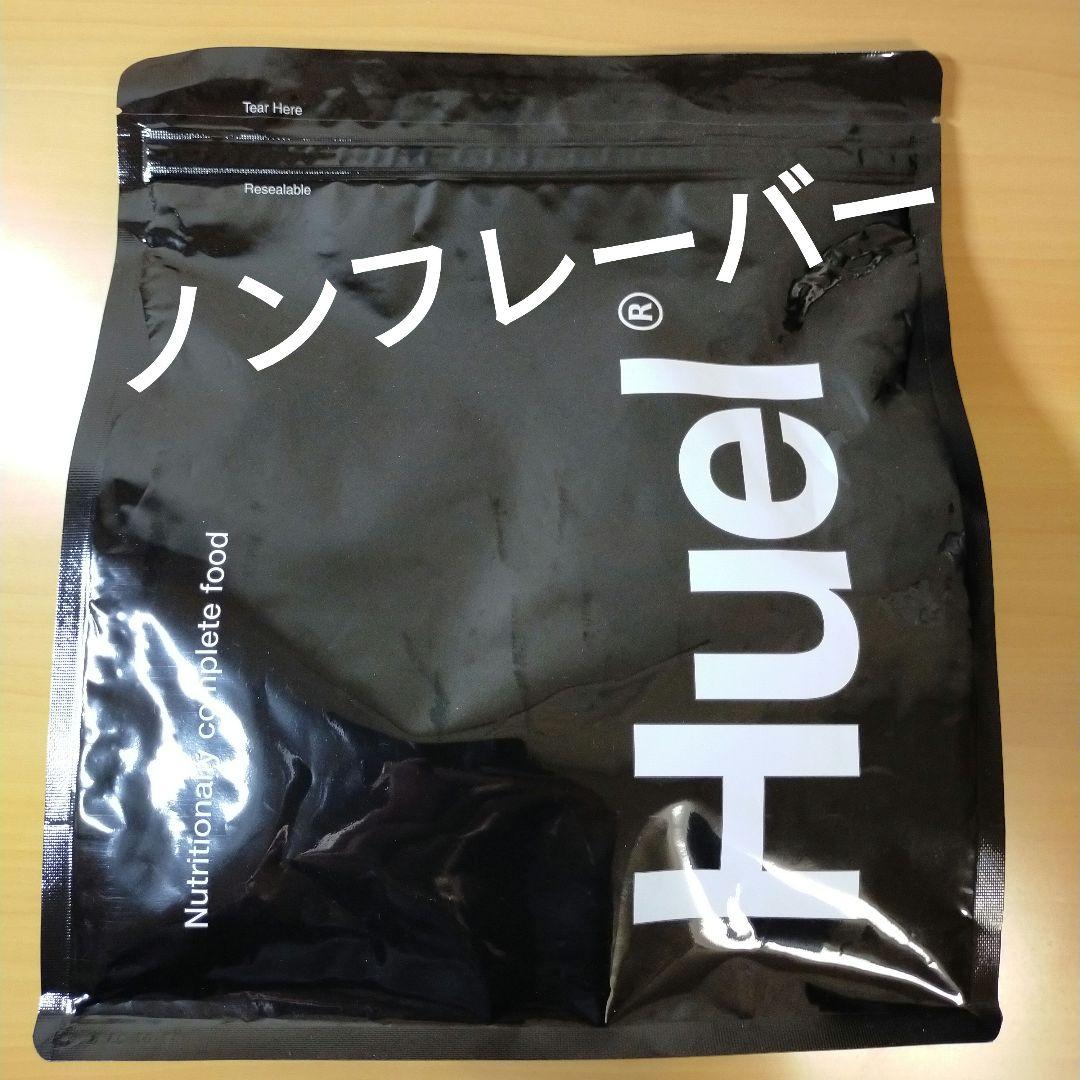 Tear Here
Resealable
ノンフレーバー
Huel®
Nutritionally complete food